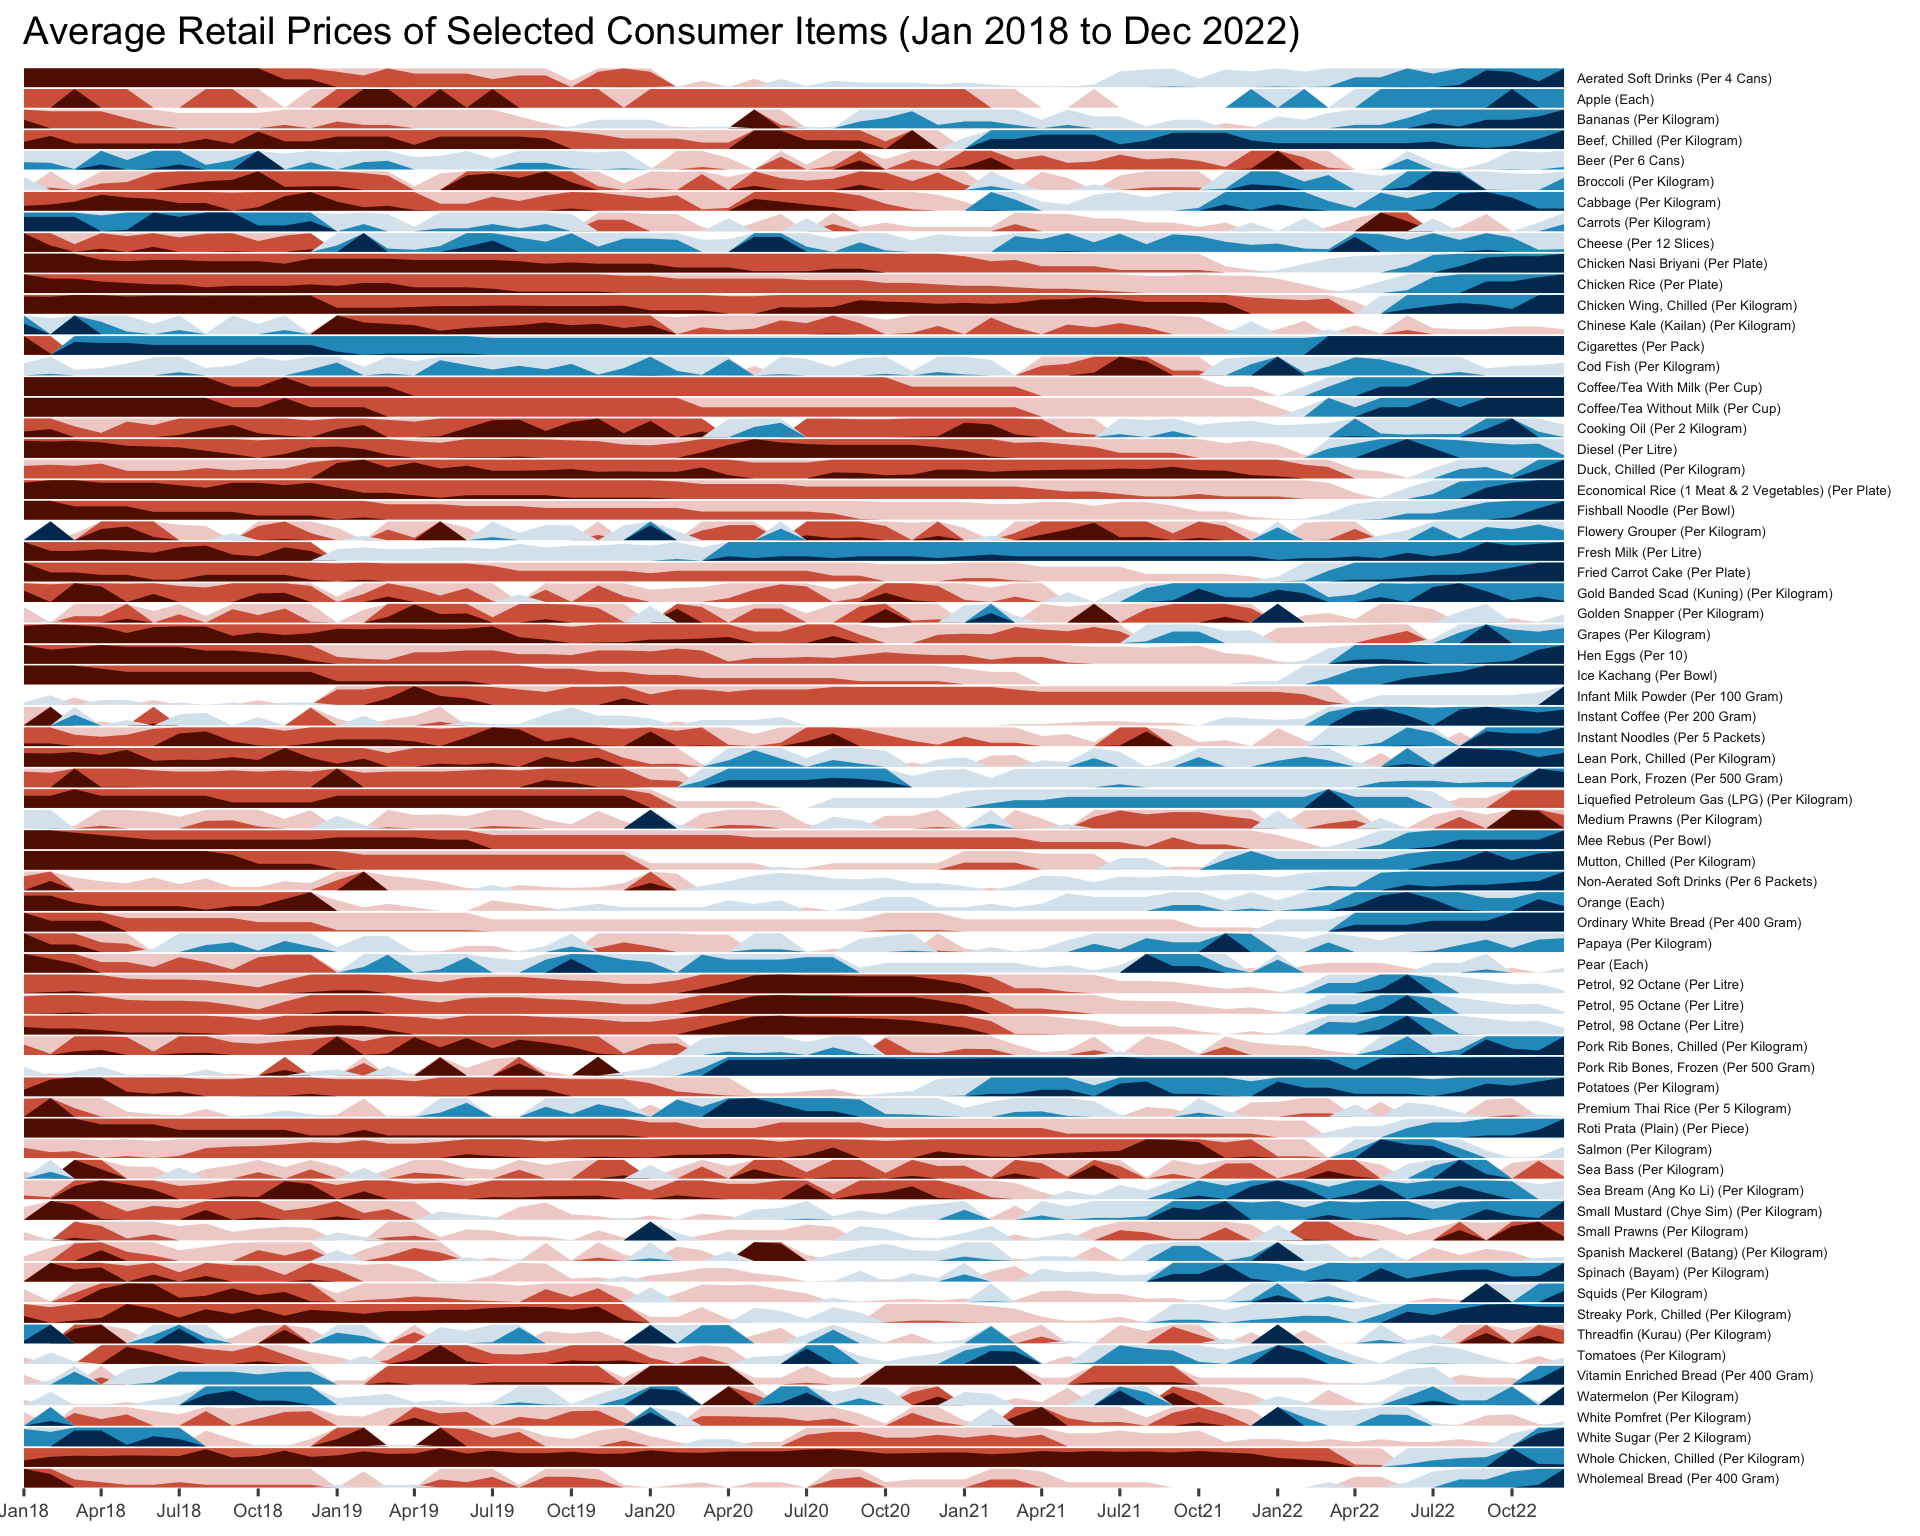 Average Retail Prices of Selected Consumer Items (Jan 2018 to Dec 2022)
Aerated Soft Drinks (Per 4 Cans)
Apple (Each)
Bananas (Per Kilogram)
Beef, Chilled (Per Kilogram)
Beer (Per 6 Cans)
Broccoli (Per Kilogram)
Cabbage (Per Kilogram)
Carrots (Per Kilogram)
Cheese (Per 12 Slices)
Chicken Nasi Briyani (Per Plate)
Chicken Rice (Per Plate)
Chicken Wing, Chilled (Per Kilogram)
Chinese Kale (Kailan) (Per Kilogram)
Cigarettes (Per Pack)
Cod Fish (Per Kilogram)
Coffee/Tea With Milk (Per Cup)
Coffee/Tea Without Milk (Per Cup)
Cooking Oil (Per 2 Kilogram)
Diesel (Per Litre)
Duck, Chilled (Per Kilogram)
Economical Rice (1 Meat & 2 Vegetables) (Per Plate)
Fishball Noodle (Per Bowl)
Flowery Grouper (Per Kilogram)
Fresh Milk (Per Litre)
Fried Carrot Cake (Per Plate)
Gold Banded Scad (Kuning) (Per Kilogram)
Golden Snapper (Per Kilogram)
Grapes (Per Kilogram)
Hen Eggs (Per 10)
Ice Kachang (Per Bowl)
Infant Milk Powder (Per 100 Gram)
Instant Coffee (Per 200 Gram)
Instant Noodles (Per 5 Packets)
Lean Pork, Chilled (Per Kilogram)
Lean Pork, Frozen (Per 500 Gram)
Liquefied Petroleum Gas (LPG) (Per Kilogram)
Medium Prawns (Per Kilogram)
Mee Rebus (Per Bowl)
Mutton, Chilled (Per Kilogram)
Non-Aerated Soft Drinks (Per 6 Packets)
Orange (Each)
Ordinary White Bread (Per 400 Gram)
Papaya (Per Kilogram)
Pear (Each)
Petrol, 92 Octane (Per Litre)
Petrol, 95 Octane (Per Litre)
Petrol, 98 Octane (Per Litre)
Pork Rib Bones, Chilled (Per Kilogram)
Pork Rib Bones, Frozen (Per 500 Gram)
Potatoes (Per Kilogram)
Premium Thai Rice (Per 5 Kilogram)
Roti Prata (Plain) (Per Piece)
Salmon (Per Kilogram)
Sea Bass (Per Kilogram)
Sea Bream (Ang Ko Li) (Per Kilogram)
Small Mustard (Chye Sim) (Per Kilogram)
Small Prawns (Per Kilogram)
Spanish Mackerel (Batang) (Per Kilogram)
Spinach (Bayam) (Per Kilogram)
Squids (Per Kilogram)
Streaky Pork, Chilled (Per Kilogram)
Threadfin (Kurau) (Per Kilogram)
Tomatoes (Per Kilogram)
Vitamin Enriched Bread (Per 400 Gram)
Watermelon (Per Kilogram)
White Pomfret (Per Kilogram)
White Sugar (Per 2 Kilogram)
Whole Chicken, Chilled (Per Kilogram)
Wholemeal Bread (Per 400 Gram)
Jan18 Apr18 Jul18 Oct18 Jan19 Apr19 Jul19 Oct19 Jan20 Apr20 Jul20 Oct20 Jan21 Apr21 Jul21 Oct21 Jan22 Apr22 Jul22 Oct22